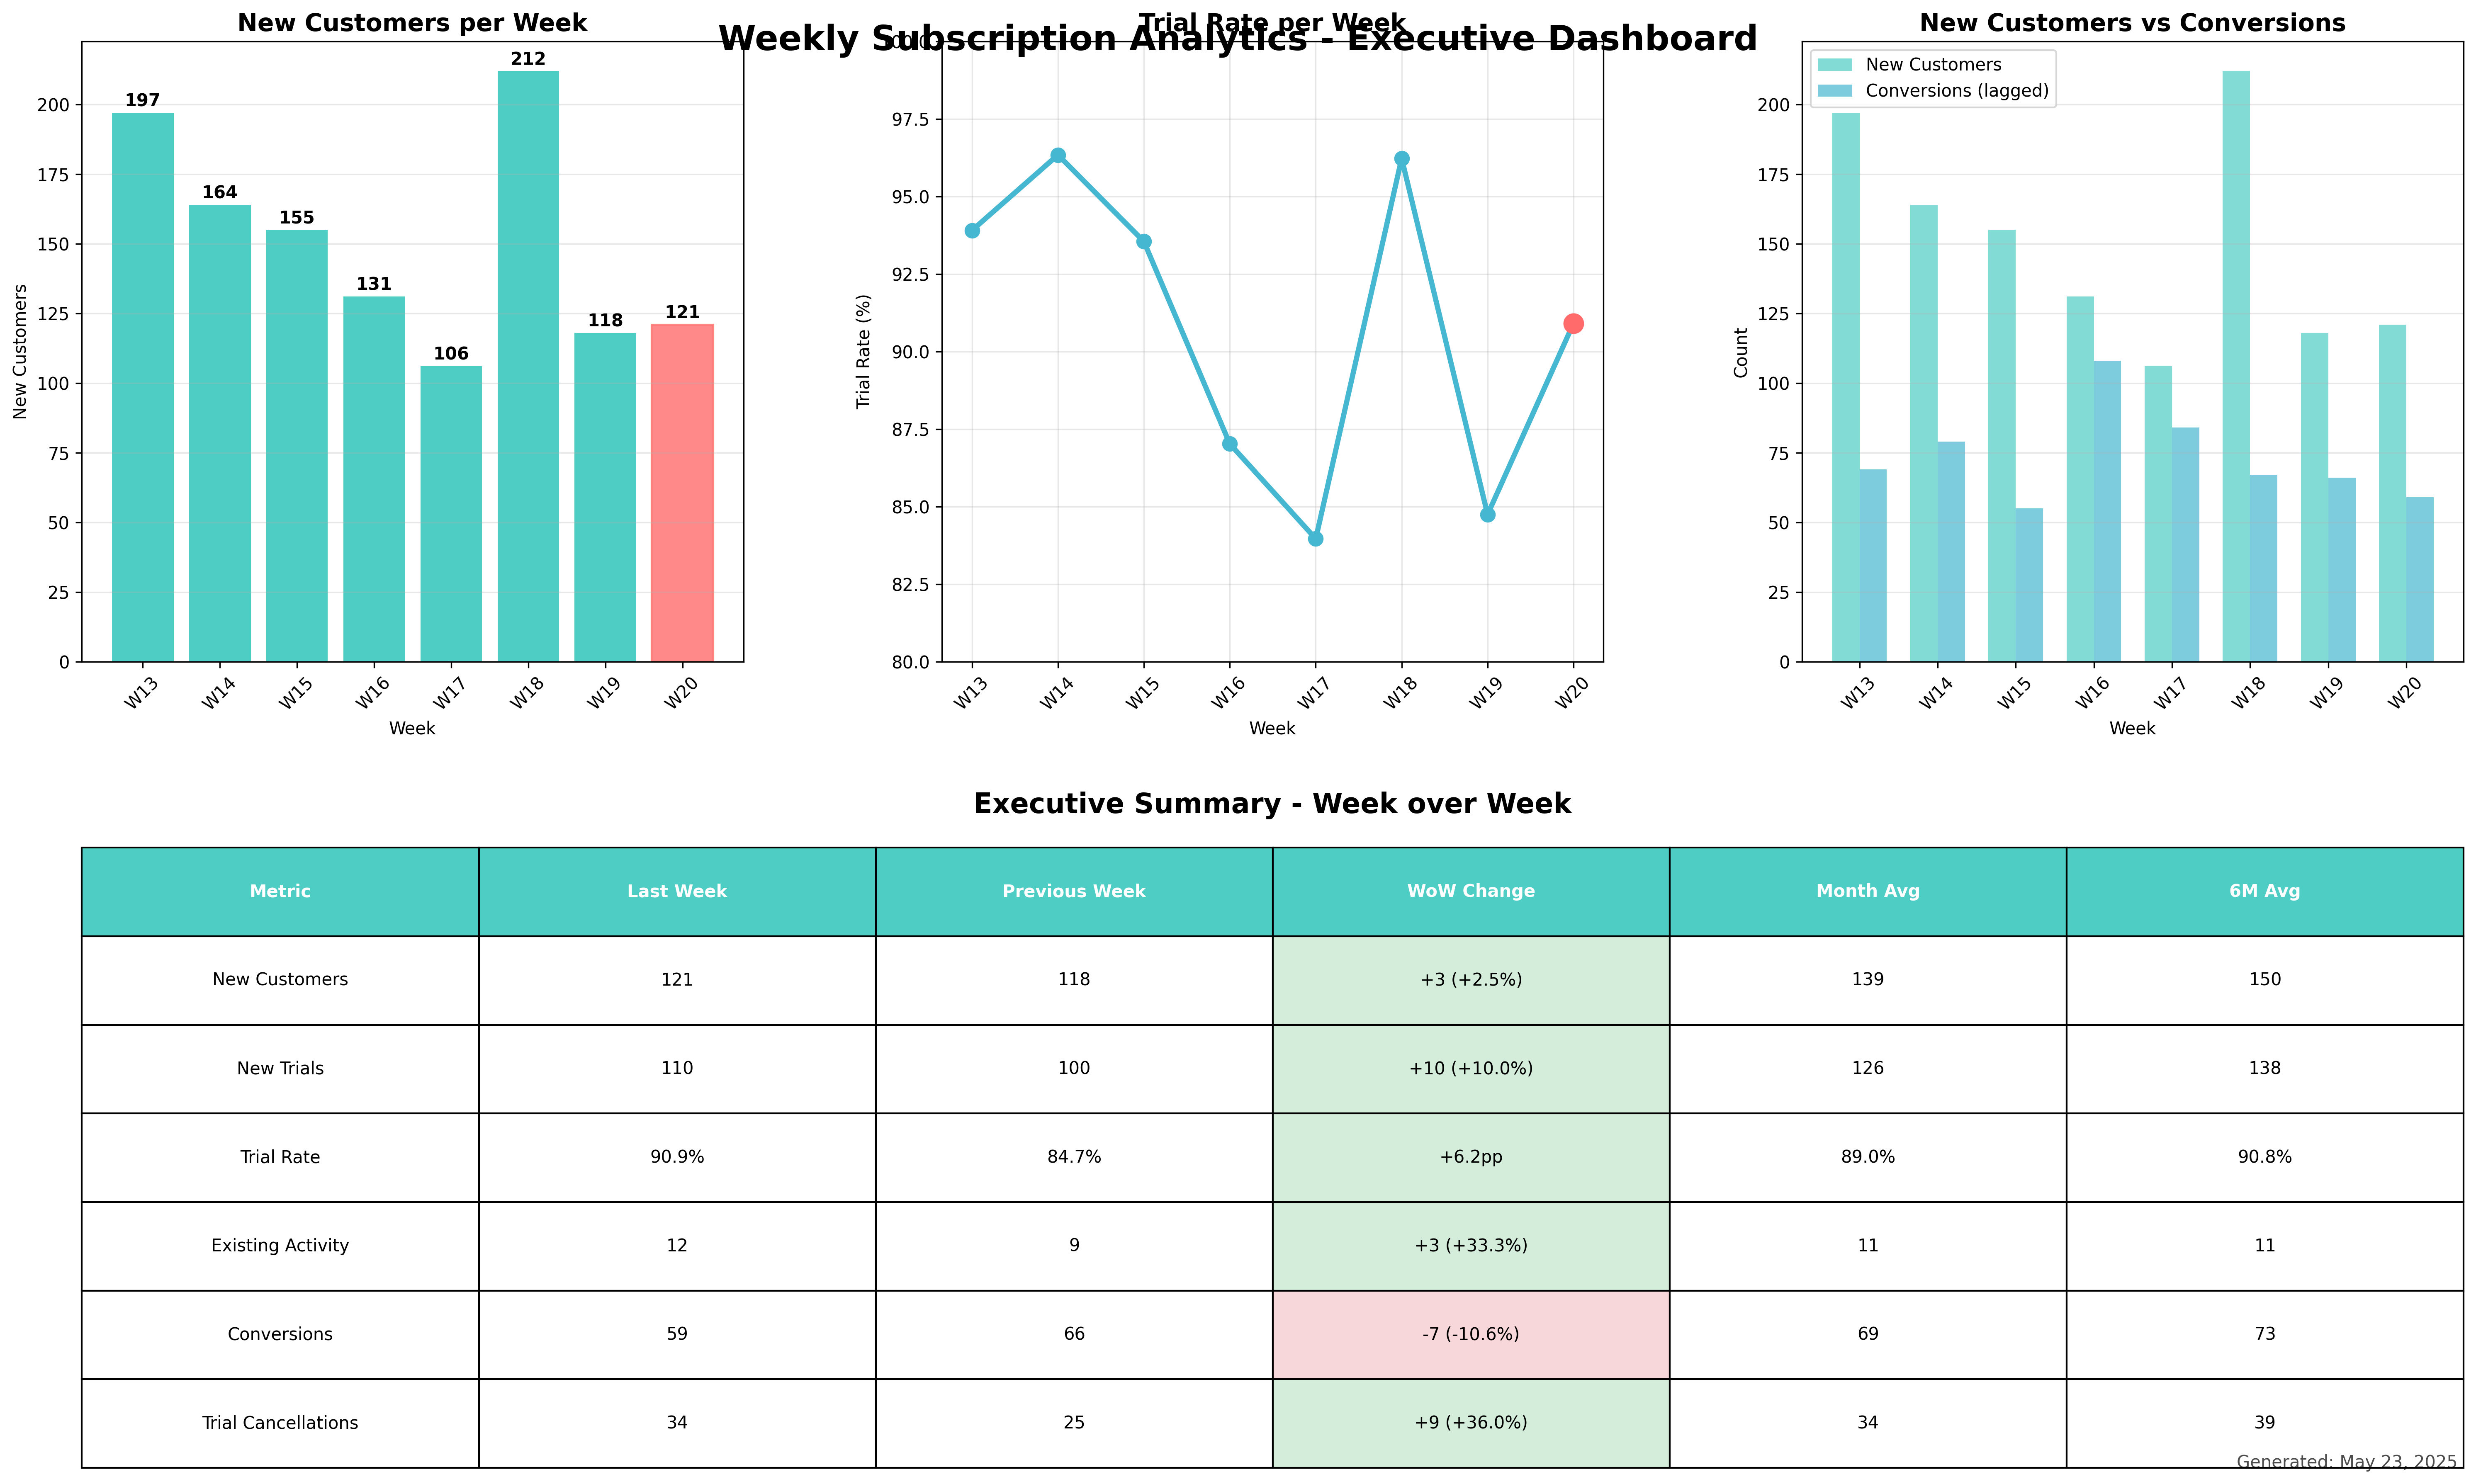 Weekly Subscription Analytics - Executive Dashboard
New Customers per Week
New Customers
200
175
150
125
100
75
50
25
0
197
164
155
131
106
212
118
121
W13
W14
W15
W16
W17
W18
W19
W20
Week
Trial Rate per Week
Trial Rate (%)
97.5
95.0
92.5
90.0
87.5
85.0
82.5
80.0
W13
W14
W15
W16
W17
W18
W19
W20
Week
New Customers vs Conversions
New Customers
Conversions (lagged)
Count
200
175
150
125
100
75
50
25
0
W13
W14
W15
W16
W17
W18
W19
W20
Week
Executive Summary - Week over Week
Metric Last Week Previous Week WoW Change Month Avg 6M Avg
New Customers 121 118 +3 (+2.5%) 139 150
New Trials 110 100 +10 (+10.0%) 126 138
Trial Rate 90.9% 84.7% +6.2pp 89.0% 90.8%
Existing Activity 12 9 +3 (+33.3%) 11 11
Conversions 59 66 -7 (-10.6%) 69 73
Trial Cancellations 34 25 +9 (+36.0%) 34 39
Generated: May 23, 2025